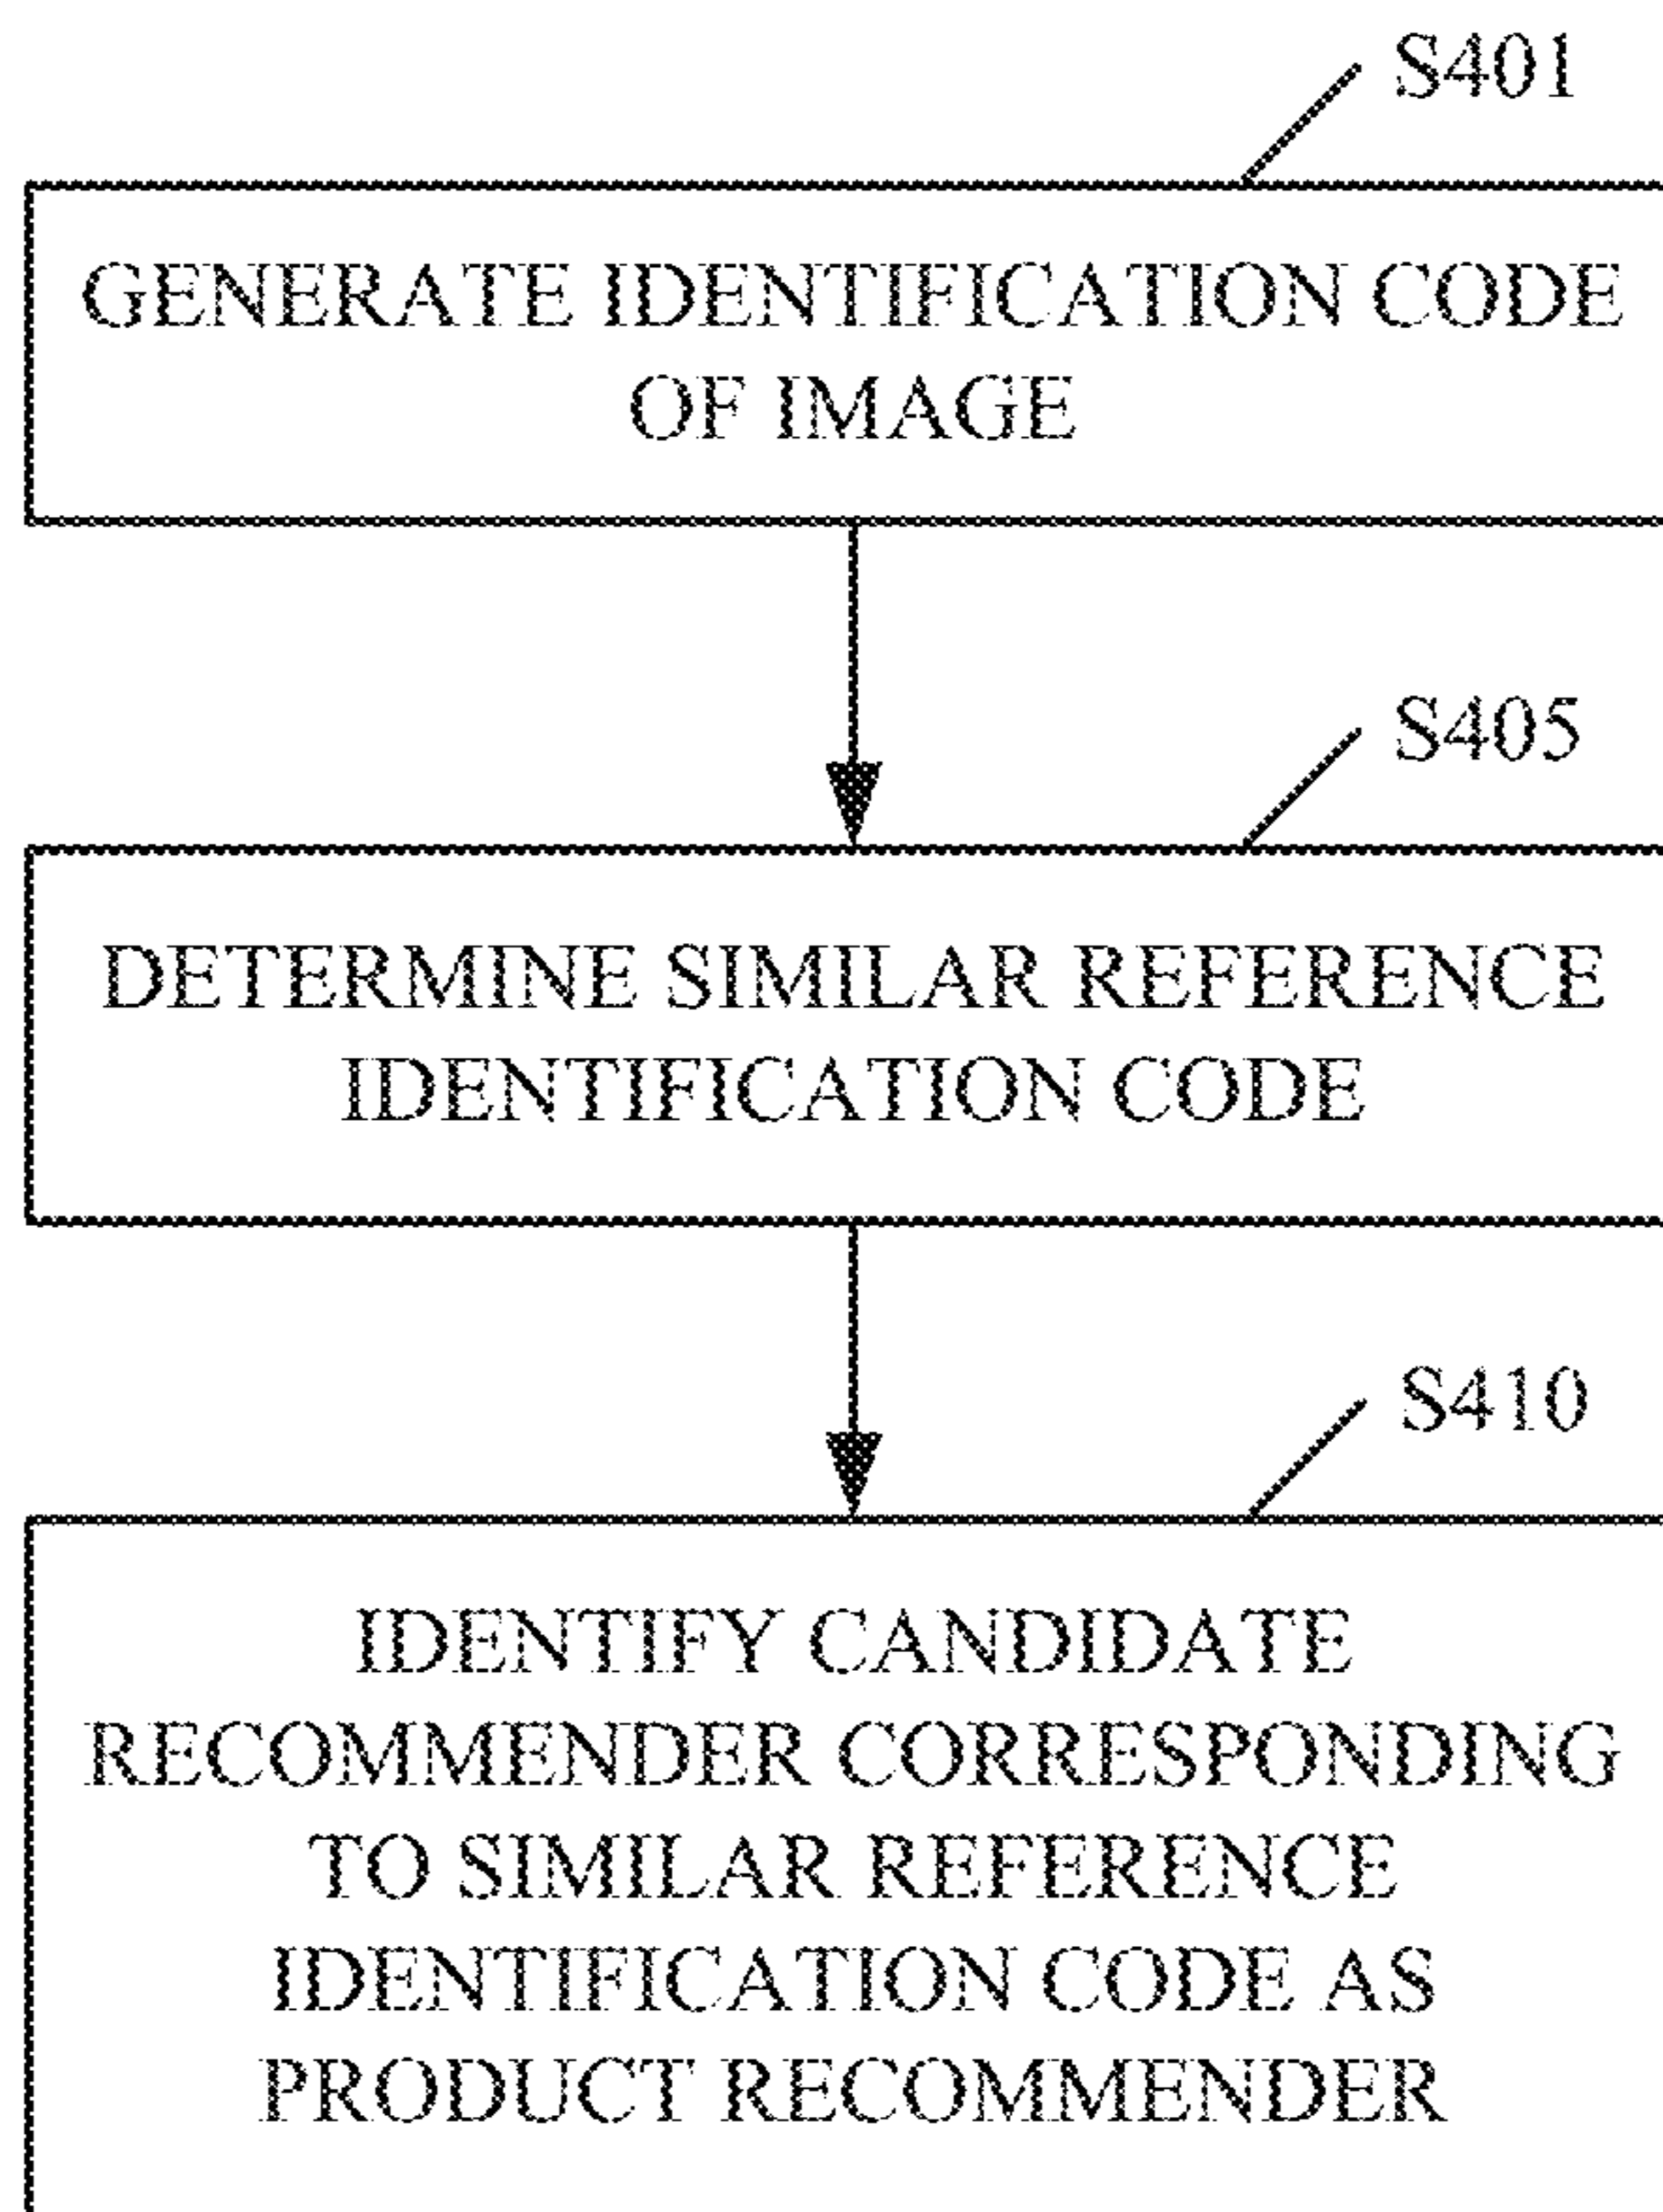 S401
GENERATE IDENTIFICATION CODE
OF IMAGE
S405
DETERMINE SIMILAR REFERENCE
IDENTIFICATION CODE
S410
IDENTIFY CANDIDATE
RECOMMENDER CORRESPONDING
TO SIMILAR REFERENCE
IDENTIFICATION CODE AS
PRODUCT RECOMMENDER